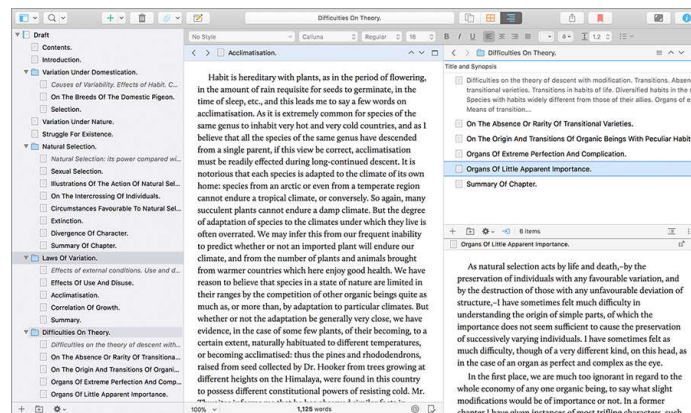 Difficulties On Theory.
Draft
Contents.
Introduction.
Variation Under Domestication.
Causes of Variability. Effects of Habit. C...
On The Breeds Of The Domestic Pigeon.
Selection.
Variation Under Nature.
Struggle For Existence.
Natural Selection.
Natural Selection: its power compared wi...
Sexual Selection.
Illustrations Of The Action Of Natural Sel...
On The Intercrossing Of Individuals.
Circumstances Favourable To Natural Sel...
Extinction.
Divergence Of Character.
Summary Of Chapter.
Laws Of Variation.
Effects of external conditions. Use and d...
Effects Of Use And Disuse.
Acclimatisation.
Correlation Of Growth.
Summary.
Difficulties On Theory.
Difficulties on the theory of descent with...
On The Absence Or Rarity Of Transitiona...
On The Origin And Transitions Of Organi...
Organs Of Extreme Perfection And Comp...
Organs Of Little Apparent Importance.
No Style
Calluna
Regular
16
B I U
a
1.2
Acclimatisation.
Habit is hereditary with plants, as in the period of flowering,
in the amount of rain requisite for seeds to germinate, in the
time of sleep, etc., and this leads me to say a few words on
acclimatisation. As it is extremely common for species of the
same genus to inhabit very hot and very cold countries, and as I
believe that all the species of the same genus have descended
from a single parent, if this view be correct, acclimatisation
must be readily effected during long-continued descent. It is
notorious that each species is adapted to the climate of its own
home: species from an arctic or even from a temperate region
cannot endure a tropical climate, or conversely. So again, many
succulent plants cannot endure a damp climate. But the degree
of adaptation of species to the climates under which they live is
often overrated. We may infer this from our frequent inability
to predict whether or not an imported plant will endure our
climate, and from the number of plants and animals brought
from warmer countries which here enjoy good health. We have
reason to believe that species in a state of nature are limited in
their ranges by the competition of other organic beings quite as
much as, or more than, by adaptation to particular climates. But
whether or not the adaptation be generally very close, we have
evidence, in the case of some few plants, of their becoming, to a
certain extent, naturally habituated to different temperatures,
or becoming acclimatised: thus the pines and rhododendrons,
raised from seed collected by Dr. Hooker from trees growing at
different heights on the Himalaya, were found in this country
to possess different constitutional powers of resisting cold. Mr.
100%
1,125 words
Difficulties On Theory.
Title and Synopsis
Difficulties on the theory of descent with modification. Transitions. Absen
transitional varieties. Transitions in habits of life. Diversified habits in the
Species with habits widely different from those of their allies. Organs of e
Means of transition...
On The Absence Or Rarity Of Transitional Varieties.
On The Origin And Transitions Of Organic Beings With Peculiar Habit
Organs Of Extreme Perfection And Complication.
Organs Of Little Apparent Importance.
Summary Of Chapter.
6 items
Organs Of Little Apparent Importance.
As natural selection acts by life and death,–by the
preservation of individuals with any favourable variation, and
by the destruction of those with any unfavourable deviation of
structure,–I have sometimes felt much difficulty in
understanding the origin of simple parts, of which the
importance does not seem sufficient to cause the preservation
of successively varying individuals. I have sometimes felt as
much difficulty, though of a very different kind, on this head, as
in the case of an organ as perfect and complex as the eye.
In the first place, we are much too ignorant in regard to the
whole economy of any one organic being, to say what slight
modifications would be of importance or not. In a former
chapter I have given instances of most trifling characters, such